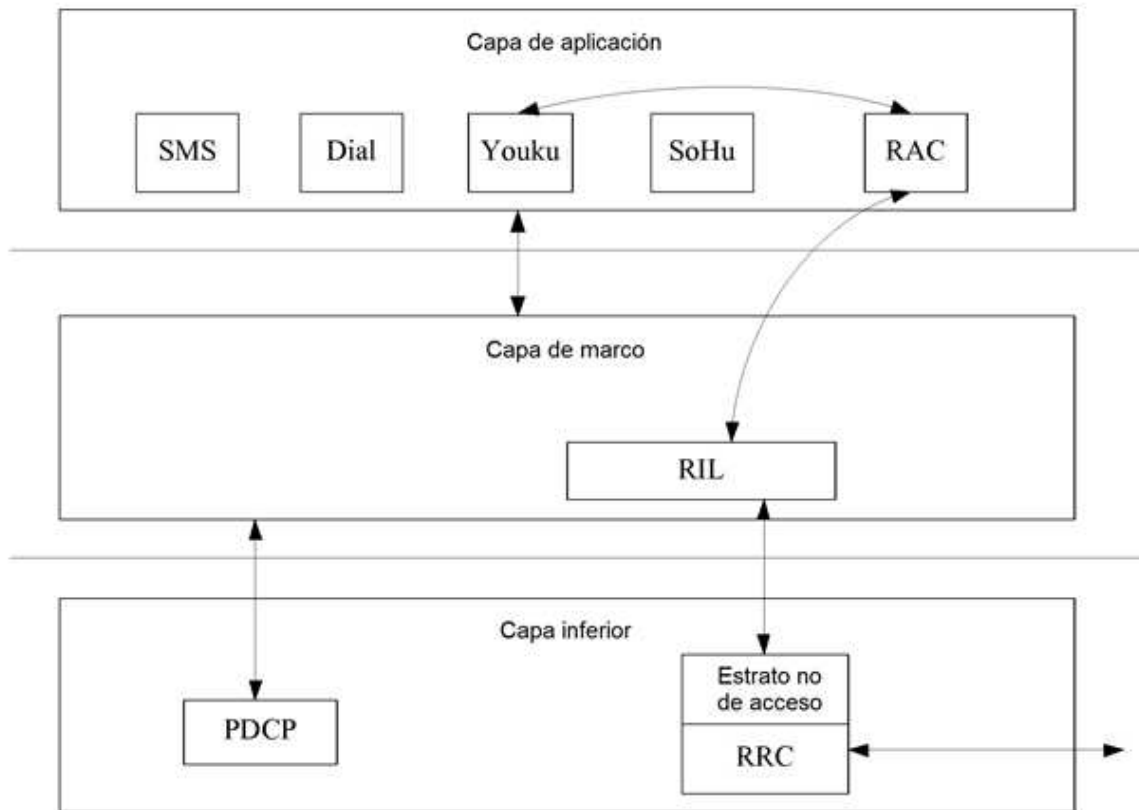 Capa de aplicación
SMS
Dial
Youku
SoHu
RAC
Capa de marco
RIL
Capa inferior
Estrato no
de acceso
PDCP
RRC